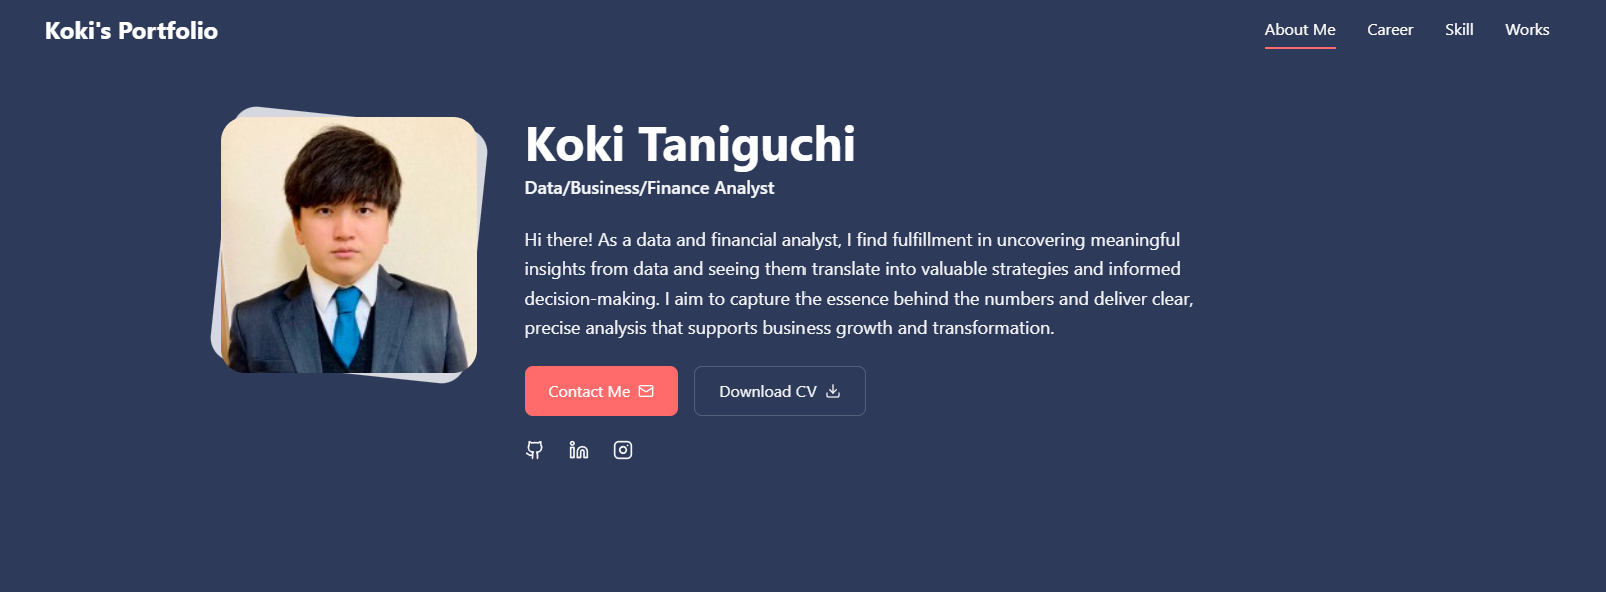 Koki's Portfolio
About Me Career Skill Works
Koki Taniguchi
Data/Business/Finance Analyst
Hi there! As a data and financial analyst, I find fulfillment in uncovering meaningful
insights from data and seeing them translate into valuable strategies and informed
decision-making. I aim to capture the essence behind the numbers and deliver clear,
precise analysis that supports business growth and transformation.
Contact Me Download CV